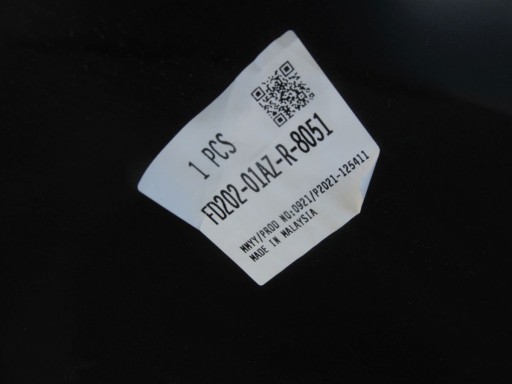 1 PCS
FD202-01AZ-R-8051
MMYY/PROD NO:0921/P2021-125411
MADE IN MALAYSIA